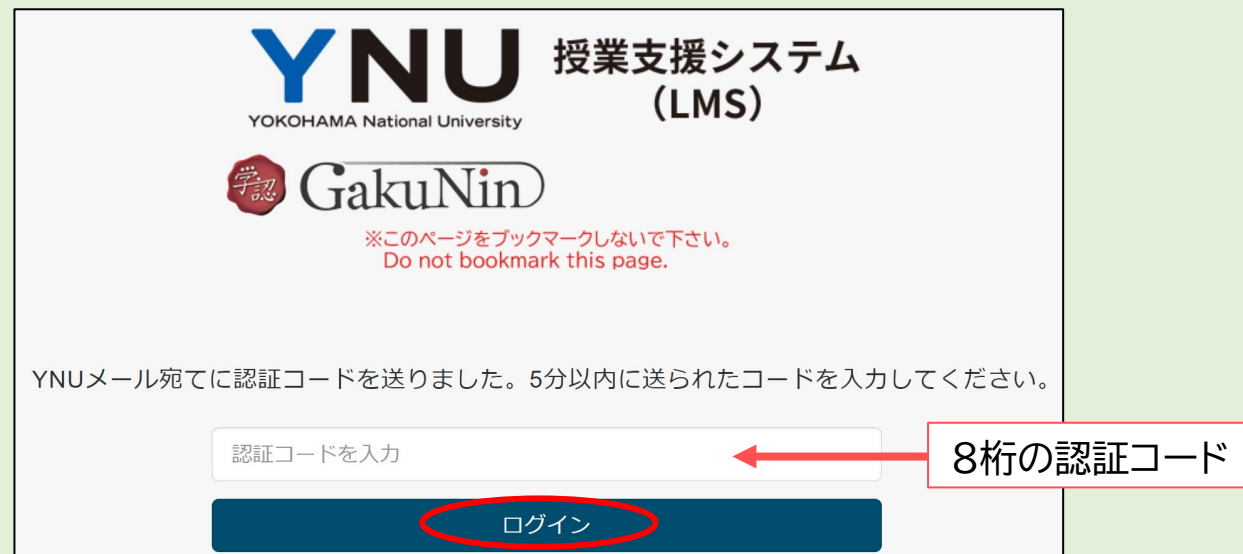 YNU
YOKOHAMA National University
授業支援システム
（LMS）
学認
GakuNin
※このページをブックマークしないで下さい。
Do not bookmark this page.
YNUメール宛てに認証コードを送りました。5分以内に送られたコードを入力してください。
認証コードを入力
8桁の認証コード
ログイン